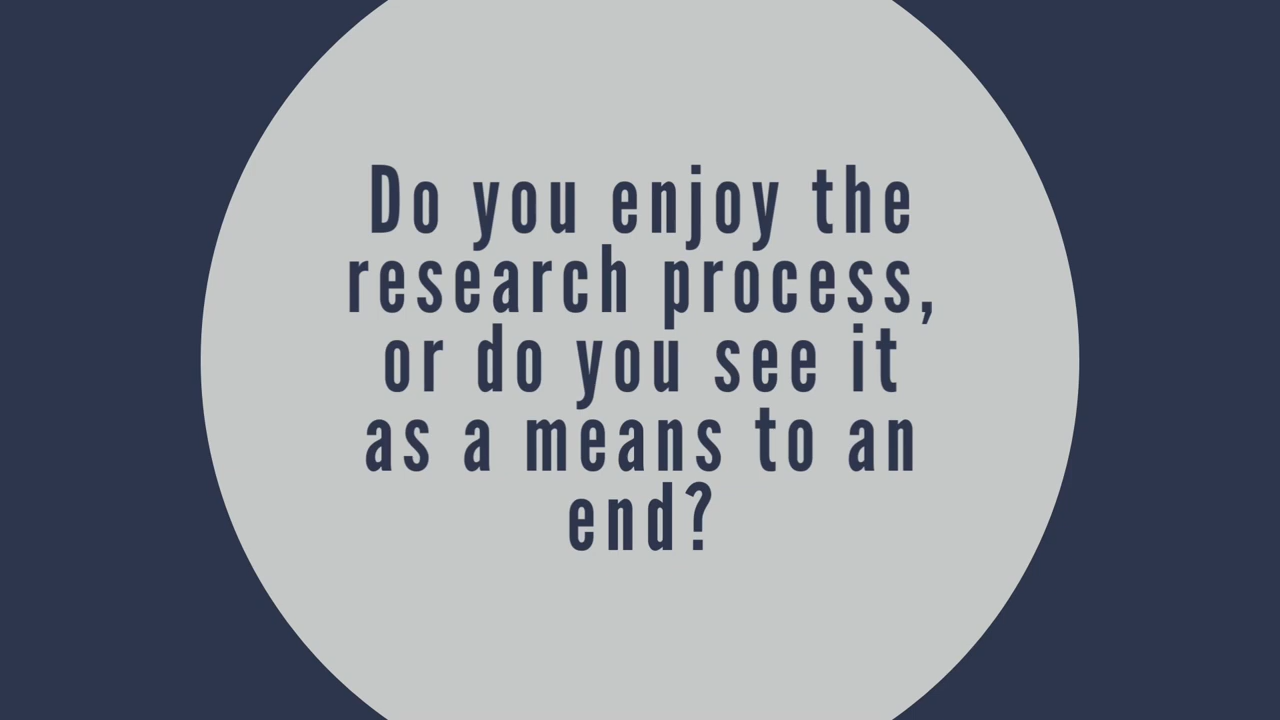 Do you enjoy the
research process,
or do you see it
as a means to an
end?